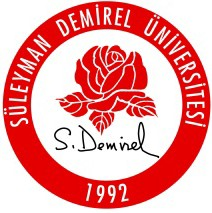 SÜLEYMAN DEMİREL ÜNİVERSİTESİ
S. Demirel
1992